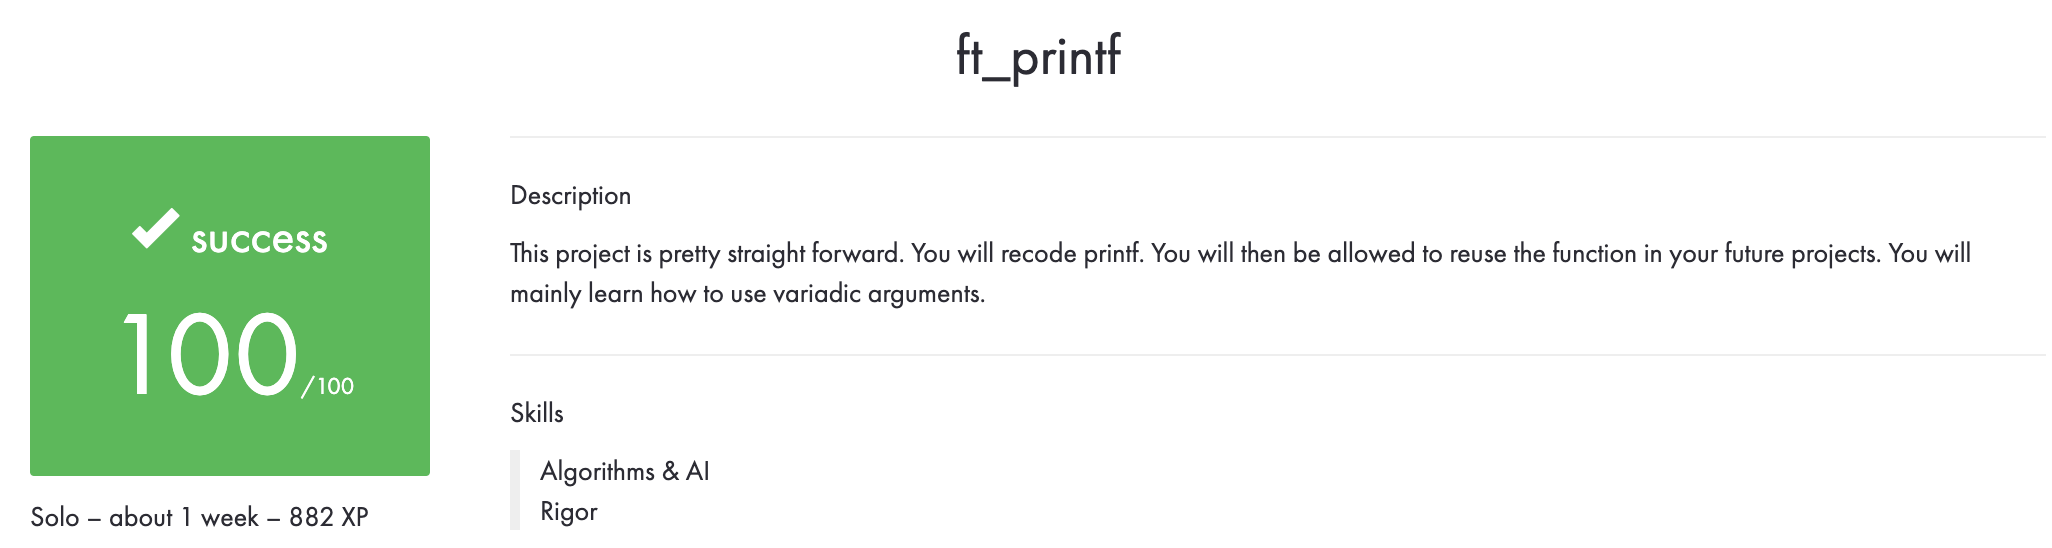 ft_printf
success
100/100
Solo – about 1 week – 882 XP
Description
This project is pretty straight forward. You will recode printf. You will then be allowed to reuse the function in your future projects. You will
mainly learn how to use variadic arguments.
Skills
Algorithms & AI
Rigor